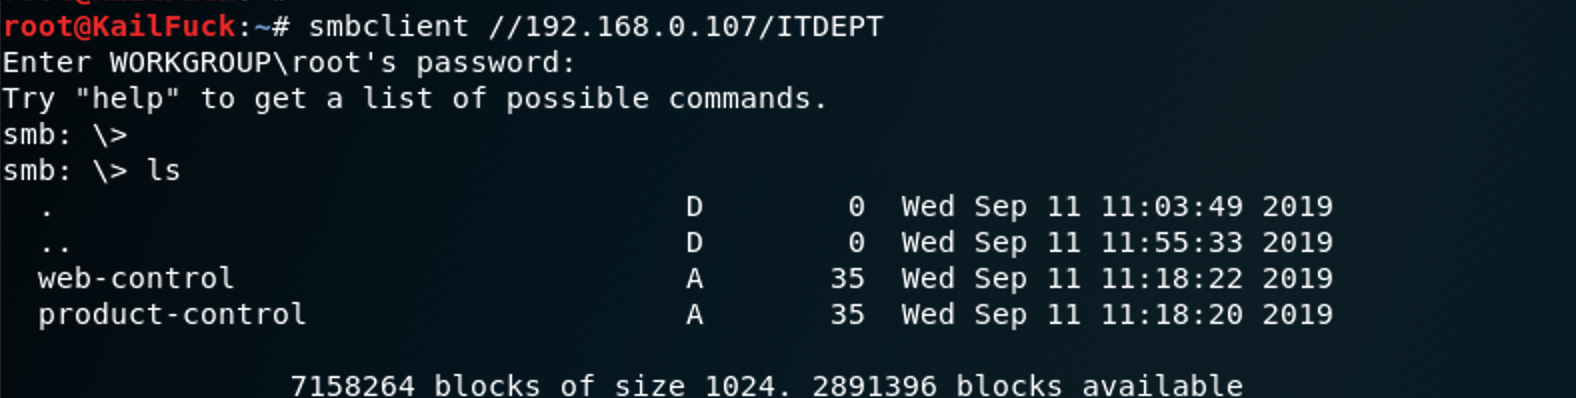 root@KailFuck:~# smbclient //192.168.0.107/ITDEPT
Enter WORKGROUP\root's password:
Try "help" to get a list of possible commands.
smb: \>
smb: \> ls
  .                                   D        0  Wed Sep 11 11:03:49 2019
  ..                                  D        0  Wed Sep 11 11:55:33 2019
  web-control                         A       35  Wed Sep 11 11:18:22 2019
  product-control                     A       35  Wed Sep 11 11:18:20 2019
                7158264 blocks of size 1024. 2891396 blocks available